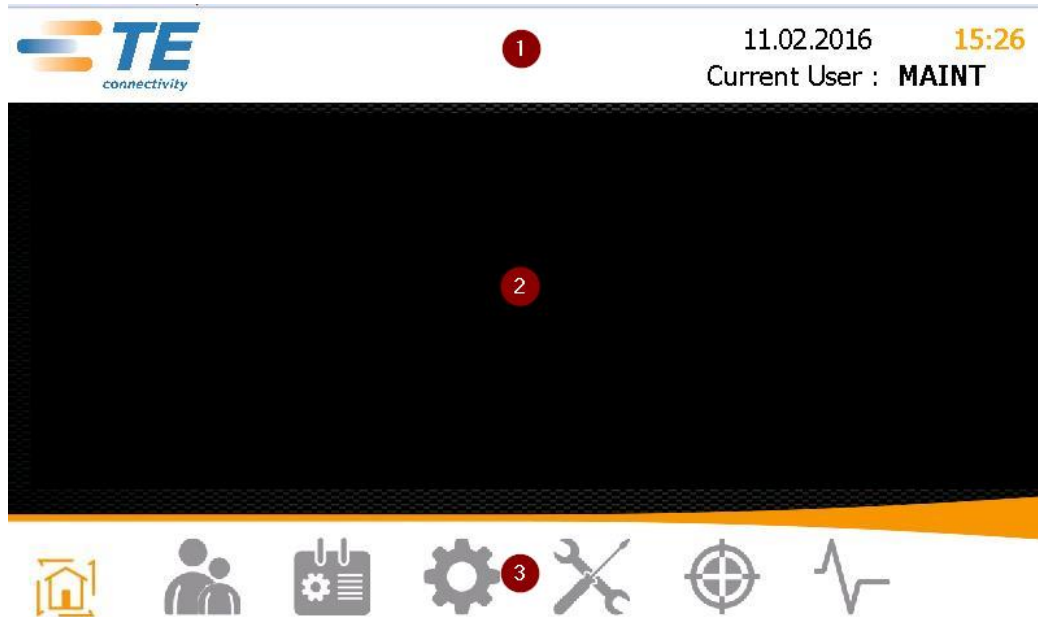 TE
connectivity
1
11.02.2016 15:26
Current User : MAINT
2
3